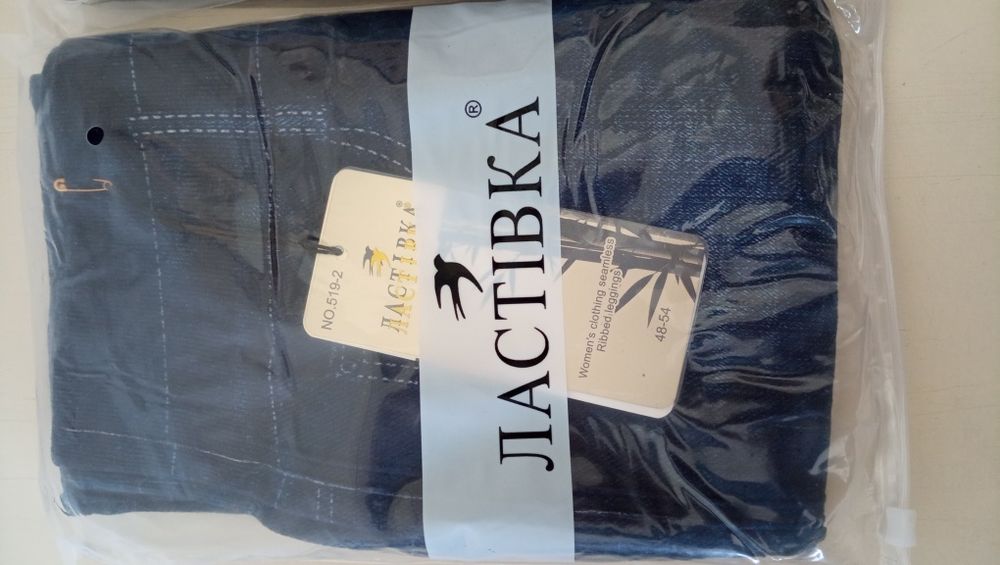 ЛАСТІВКА
®
NO.519-2
ЛАСТІВКА®
Women's clothing seamless
Ribbed leggings
48-54